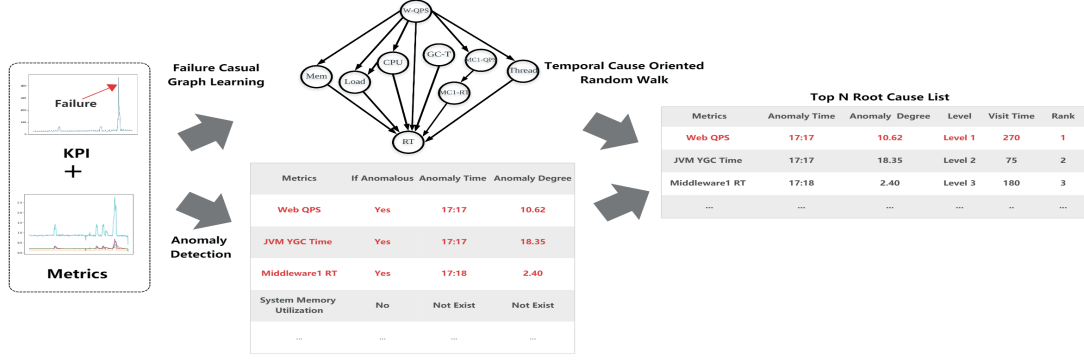 Failure
KPI
+
Metrics
Failure Casual
Graph Learning
Anomaly
Detection
W-QPS
CPU
GC-T
MC1-QPS
Mem
Load
Thread
MC1-RT
RT
Metrics If Anomalous Anomaly Time Anomaly Degree
Web QPS Yes 17:17 10.62
JVM YGC Time Yes 17:17 18.35
Middleware1 RT Yes 17:18 2.40
System Memory
Utilization No Not Exist Not Exist
... ... ... ...
Temporal Cause Oriented
Random Walk
Top N Root Cause List
Metrics Anomaly Time Anomaly Degree Level Visit Time Rank
Web QPS 17:17 10.62 Level 1 270 1
JVM YGC Time 17:17 18.35 Level 2 75 2
Middleware1 RT 17:18 2.40 Level 3 180 3
... ... ... ... .. ...